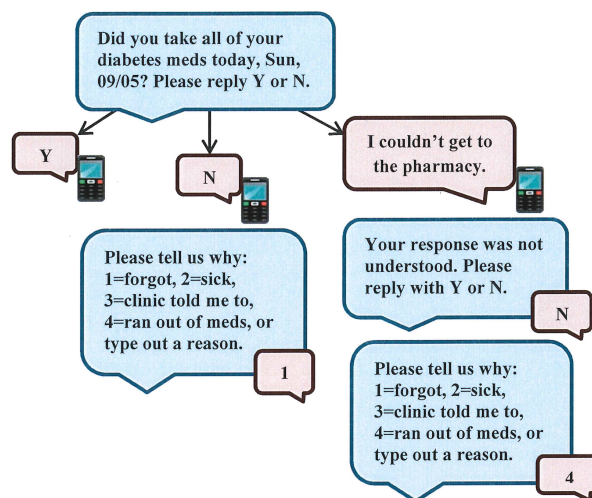 Did you take all of your
diabetes meds today, Sun,
09/05? Please reply Y or N.
Y
N
I couldn't get to
the pharmacy.
Please tell us why:
1=forgot, 2=sick,
3=clinic told me to,
4=ran out of meds, or
type out a reason.
1
Your response was not
understood. Please
reply with Y or N.
N
Please tell us why:
1=forgot, 2=sick,
3=clinic told me to,
4=ran out of meds, or
type out a reason.
4